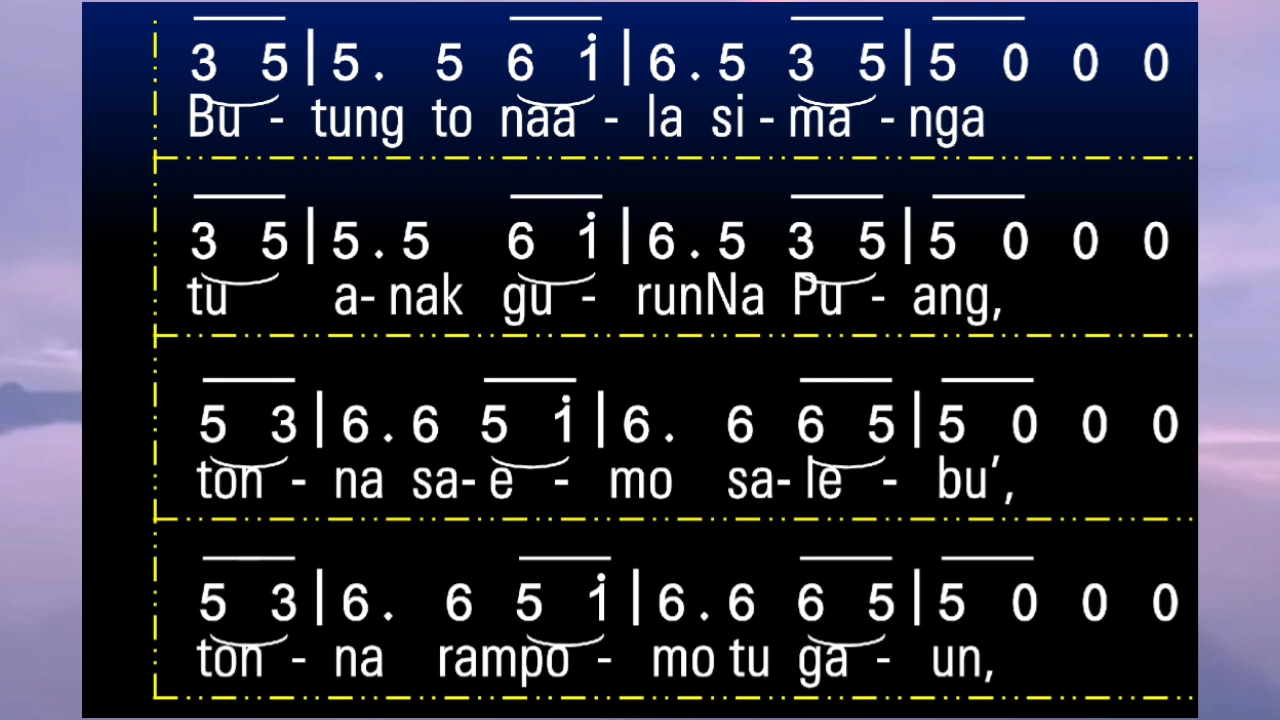 3 5 | 5 . 5 6 1̇ | 6 . 5 3 5 | 5 0 0 0
Bu - tung to naa - la si - ma - nga
3 5 | 5 . 5 6 1̇ | 6 . 5 3 5 | 5 0 0 0
tu a- nak gu - runNa Pu - ang,
5 3 | 6 . 6 5 1̇ | 6 . 6 6 5 | 5 0 0 0
ton - na sa- e - mo sa- le - bu’,
5 3 | 6 . 6 5 1̇ | 6 . 6 6 5 | 5 0 0 0
ton - na rampo - mo tu ga - un,